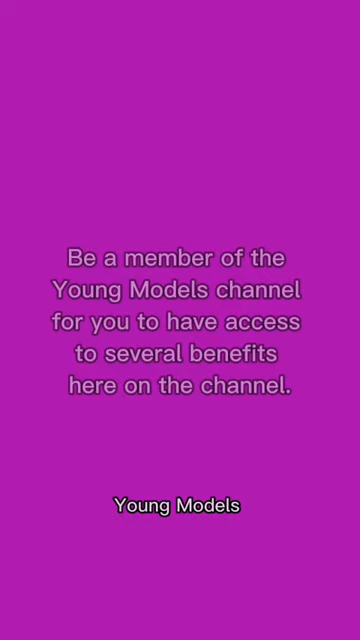 Be a member of the
Young Models channel
for you to have access
to several benefits
here on the channel.
Young Models